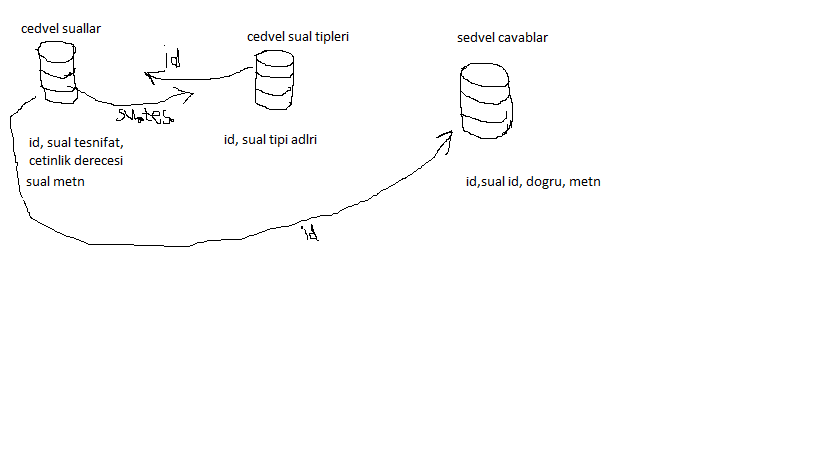 cedvel suallar
cedvel sual tipleri
sedvel cavablar
id
su.tes.
id, sual tesnifat,
cetinlik derecesi
sual metn
id, sual tipi adlri
id,sual id, dogru, metn
id